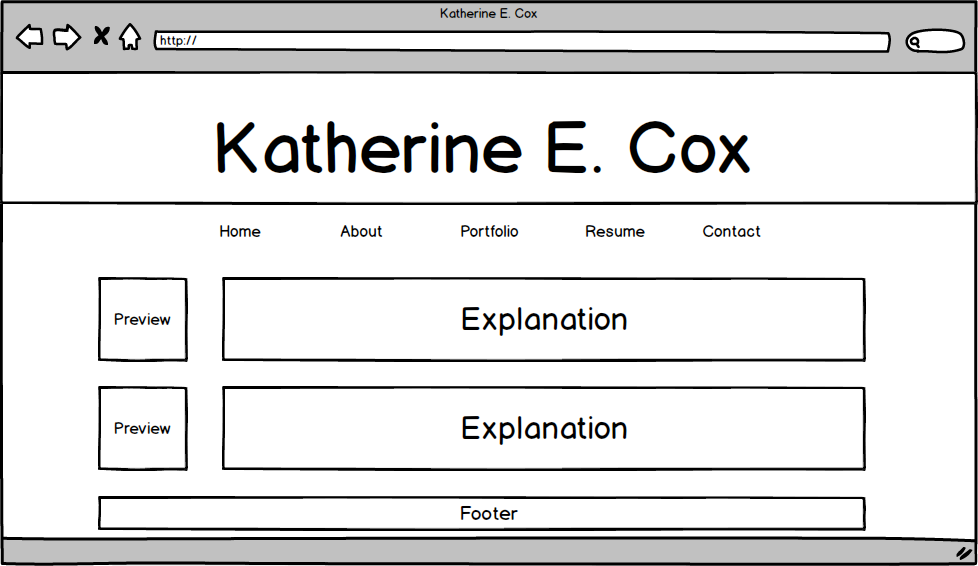 Katherine E. Cox
http://
Katherine E. Cox
Home About Portfolio Resume Contact
Preview Explanation
Preview Explanation
Footer